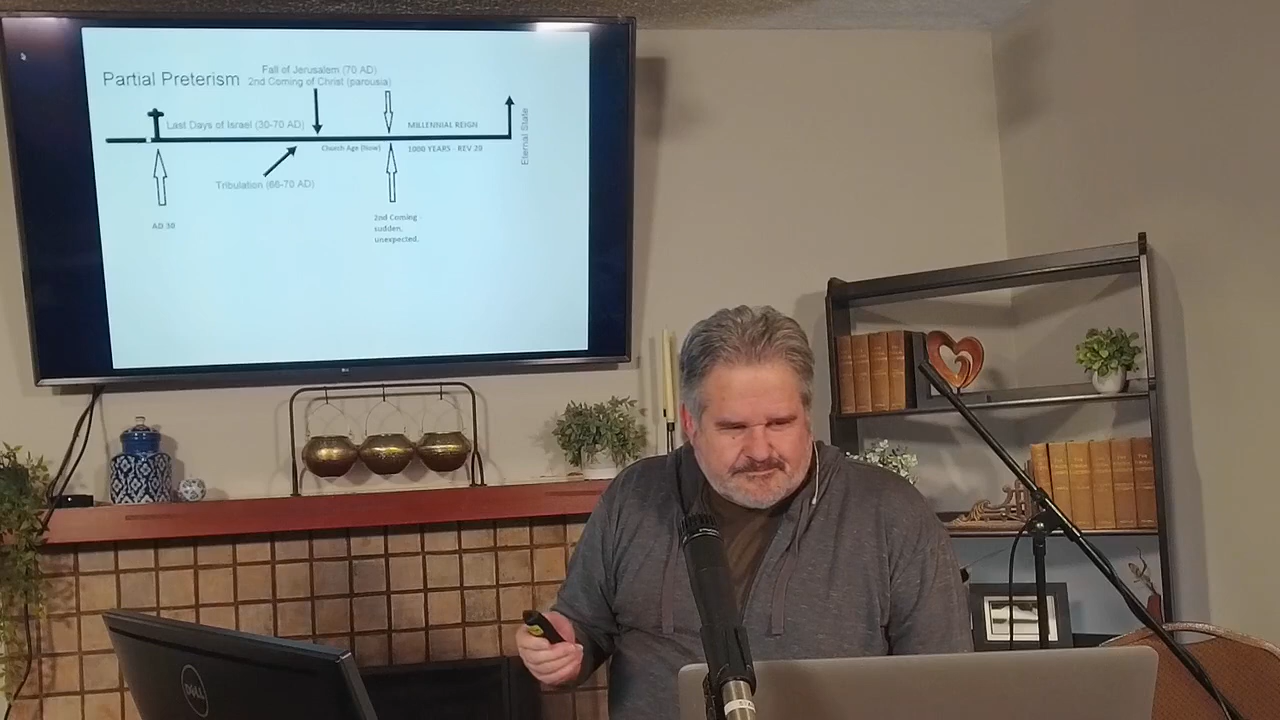 Partial Preterism
Fall of Jerusalem (70 AD)
2nd Coming of Christ (parousia)
Last Days of Israel (30-70 AD)
MILLENNIAL REIGN
Church Age (Now)
1000 YEARS - REV 20
Eternal State
Tribulation (66-70 AD)
AD 30
2nd Coming -
sudden,
unexpected.
LG
DELL